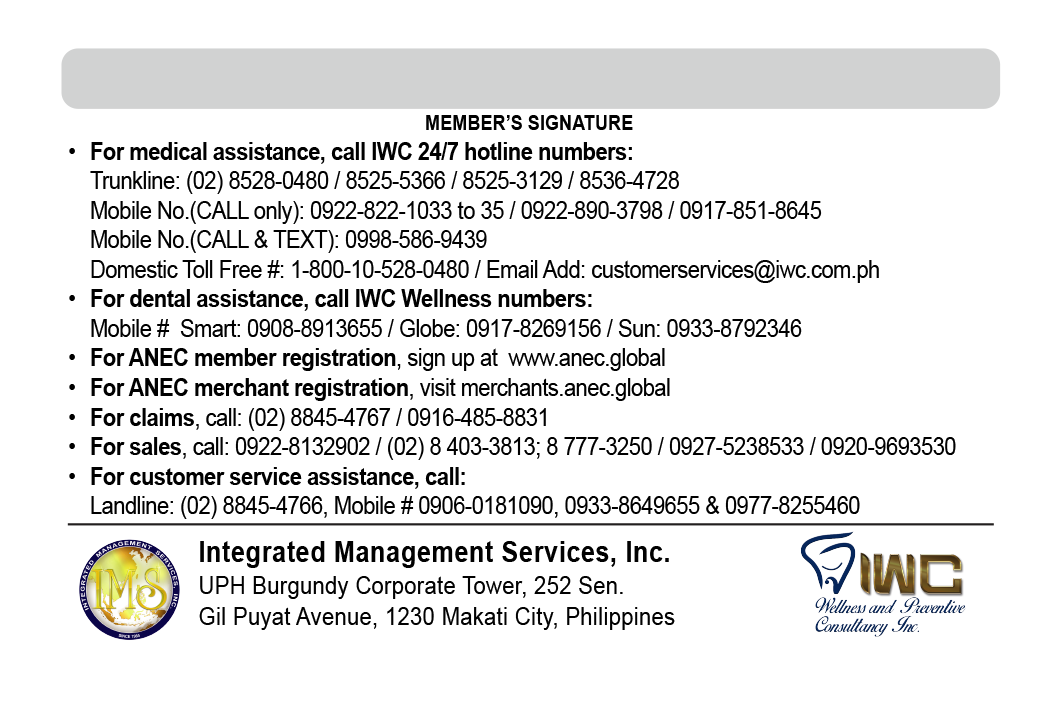 MEMBER'S SIGNATURE
• For medical assistance, call IWC 24/7 hotline numbers:
Trunkline: (02) 8528-0480 / 8525-5366 / 8525-3129 / 8536-4728
Mobile No.(CALL only): 0922-822-1033 to 35 / 0922-890-3798 / 0917-851-8645
Mobile No.(CALL & TEXT): 0998-586-9439
Domestic Toll Free #: 1-800-10-528-0480 / Email Add: customerservices@iwc.com.ph
• For dental assistance, call IWC Wellness numbers:
Mobile # Smart: 0908-8913655 / Globe: 0917-8269156 / Sun: 0933-8792346
• For ANEC member registration, sign up at www.anec.global
• For ANEC merchant registration, visit merchants.anec.global
• For claims, call: (02) 8845-4767 / 0916-485-8831
• For sales, call: 0922-8132902 / (02) 8 403-3813; 8 777-3250 / 0927-5238533 / 0920-9693530
• For customer service assistance, call:
Landline: (02) 8845-4766, Mobile # 0906-0181090, 0933-8649655 & 0977-8255460
INTEGRATED MANAGEMENT SERVICES, INC
IMS
SINCE
Integrated Management Services, Inc.
UPH Burgundy Corporate Tower, 252 Sen.
Gil Puyat Avenue, 1230 Makati City, Philippines
IWC
Wellness and Preventive
Consultancy Inc.